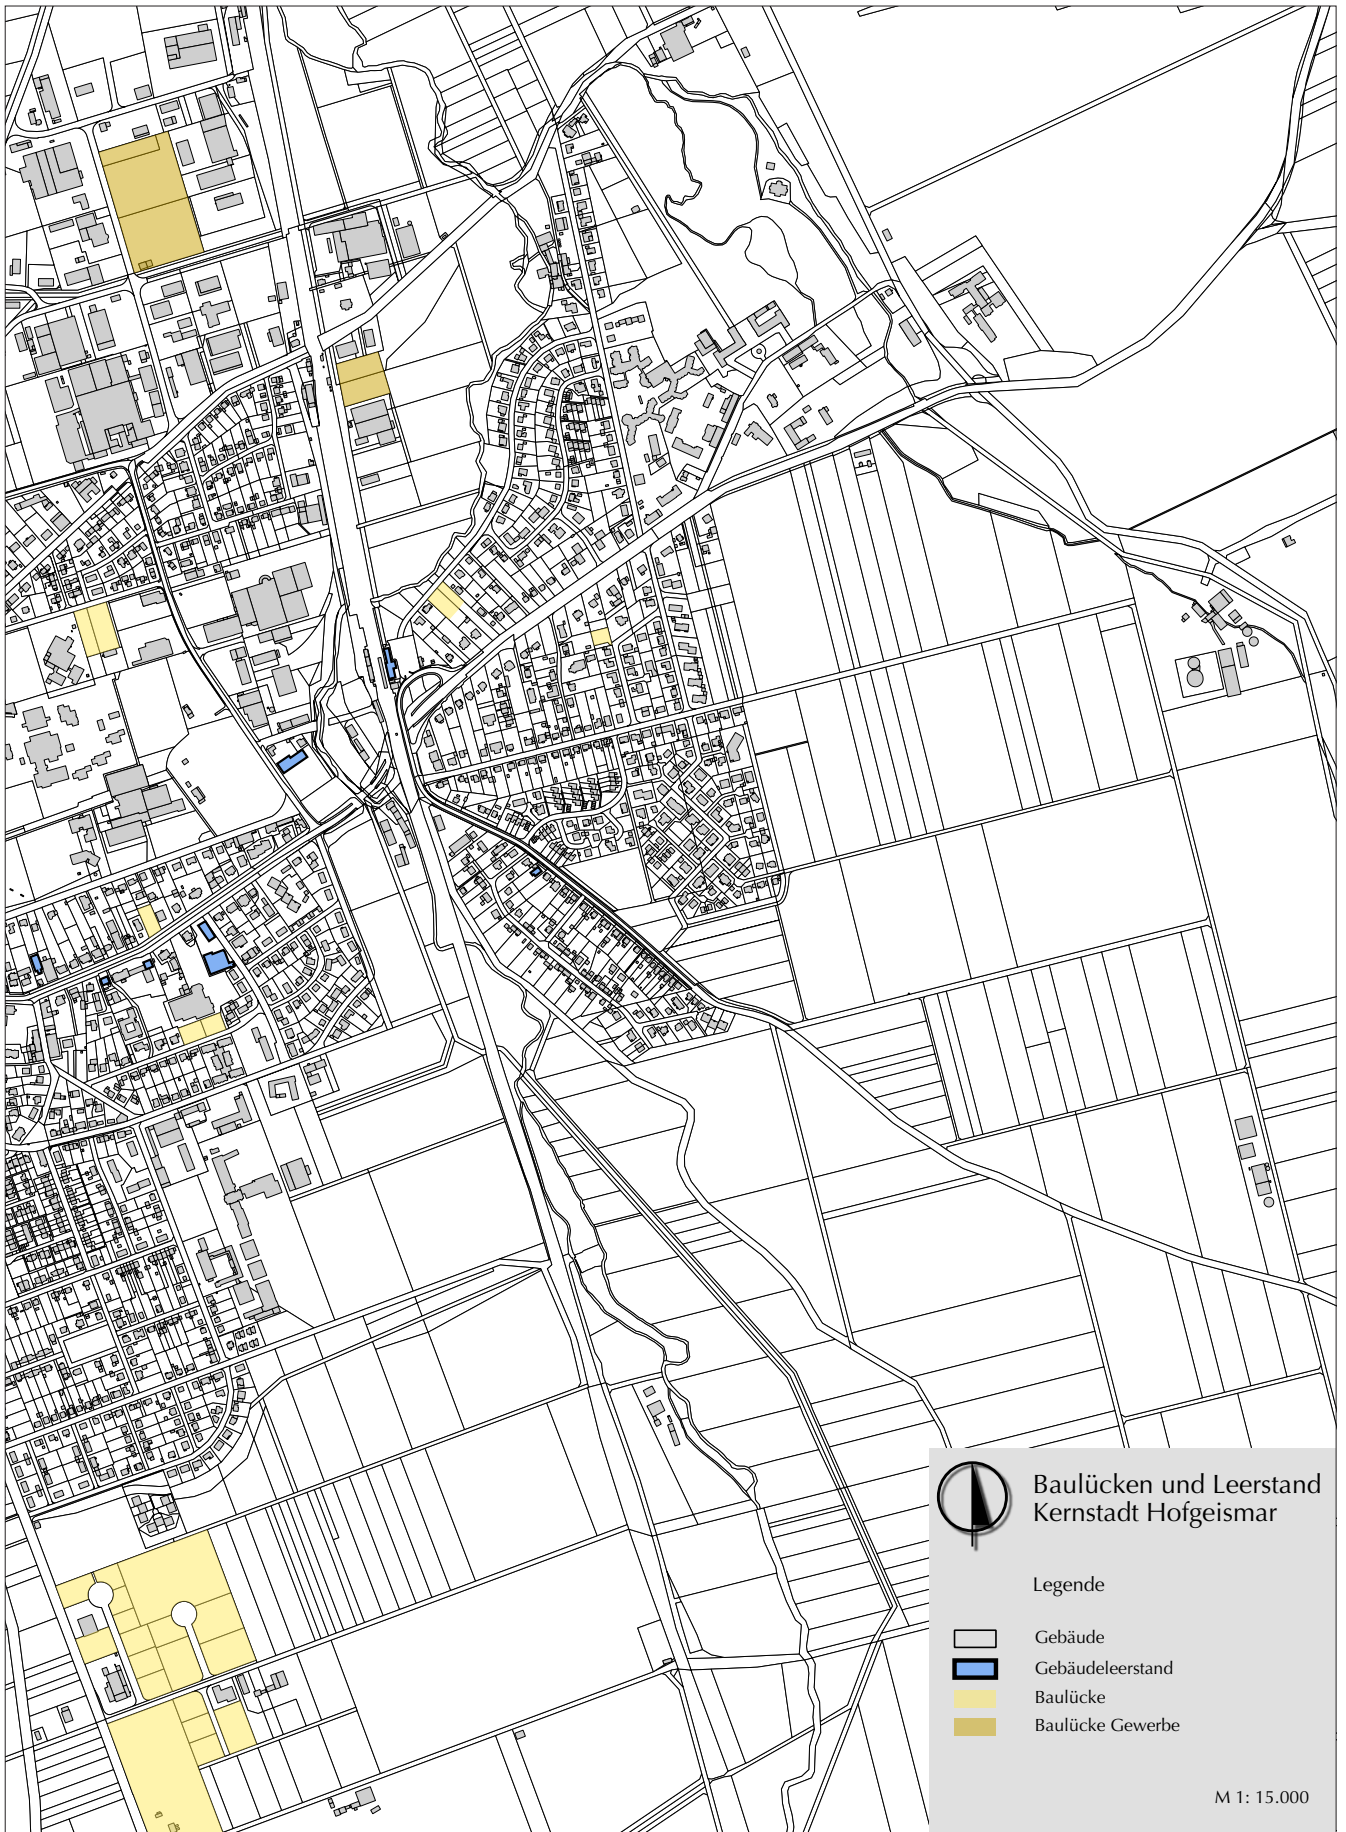 Baulücken und Leerstand
Kernstadt Hofgeismar
Legende
Gebäude
Gebäudeleerstand
Baulücke
Baulücke Gewerbe
M 1: 15.000